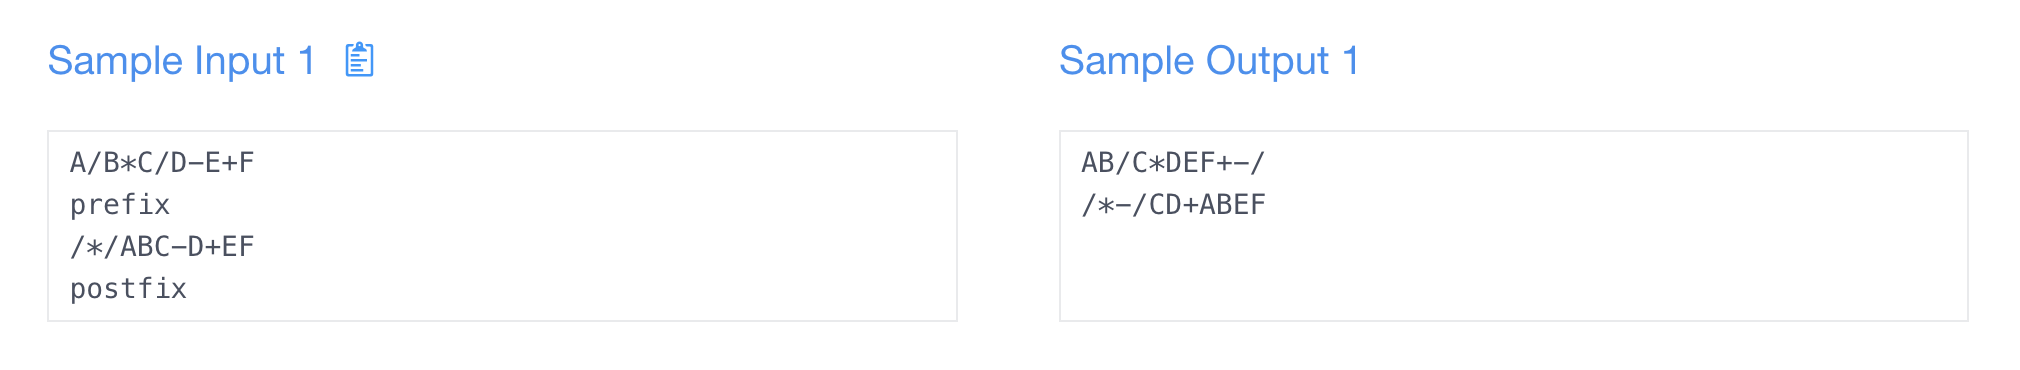 Sample Input 1
A/B*C/D-E+F
prefix
/*/ABC-D+EF
postfix
Sample Output 1
AB/C*DEF+-/
/*-/CD+ABEF